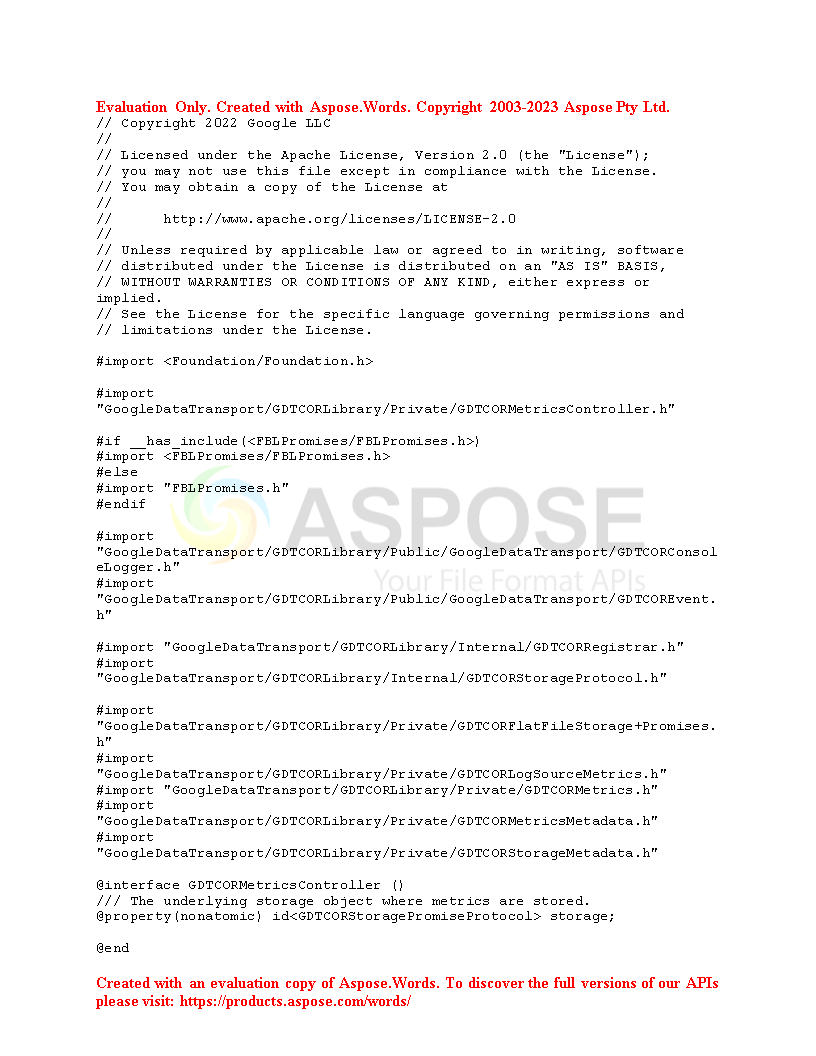 Evaluation Only. Created with Aspose.Words. Copyright 2003-2023 Aspose Pty Ltd.
// Copyright 2022 Google LLC
//
// Licensed under the Apache License, Version 2.0 (the "License");
// you may not use this file except in compliance with the License.
// You may obtain a copy of the License at
//
//      http://www.apache.org/licenses/LICENSE-2.0
//
// Unless required by applicable law or agreed to in writing, software
// distributed under the License is distributed on an "AS IS" BASIS,
// WITHOUT WARRANTIES OR CONDITIONS OF ANY KIND, either express or
implied.
// See the License for the specific language governing permissions and
// limitations under the License.

#import <Foundation/Foundation.h>

#import
"GoogleDataTransport/GDTCORLibrary/Private/GDTCORMetricsController.h"

#if __has_include(<FBLPromises/FBLPromises.h>)
#import <FBLPromises/FBLPromises.h>
#else
#import "FBLPromises.h"
#endif
ASPOSE
Your File Format APIs

#import
"GoogleDataTransport/GDTCORLibrary/Public/GoogleDataTransport/GDTCORConsol
eLogger.h"
#import
"GoogleDataTransport/GDTCORLibrary/Public/GoogleDataTransport/GDTCOREvent.
h"

#import "GoogleDataTransport/GDTCORLibrary/Internal/GDTCORRegistrar.h"
#import
"GoogleDataTransport/GDTCORLibrary/Internal/GDTCORStorageProtocol.h"

#import
"GoogleDataTransport/GDTCORLibrary/Private/GDTCORFlatFileStorage+Promises.
h"
#import
"GoogleDataTransport/GDTCORLibrary/Private/GDTCORLogSourceMetrics.h"
#import "GoogleDataTransport/GDTCORLibrary/Private/GDTCORMetrics.h"
#import
"GoogleDataTransport/GDTCORLibrary/Private/GDTCORMetricsMetadata.h"
#import
"GoogleDataTransport/GDTCORLibrary/Private/GDTCORStorageMetadata.h"

@interface GDTCORMetricsController ()
/// The underlying storage object where metrics are stored.
@property(nonatomic) id<GDTCORStoragePromiseProtocol> storage;

@end

Created with an evaluation copy of Aspose.Words. To discover the full versions of our APIs
please visit: https://products.aspose.com/words/